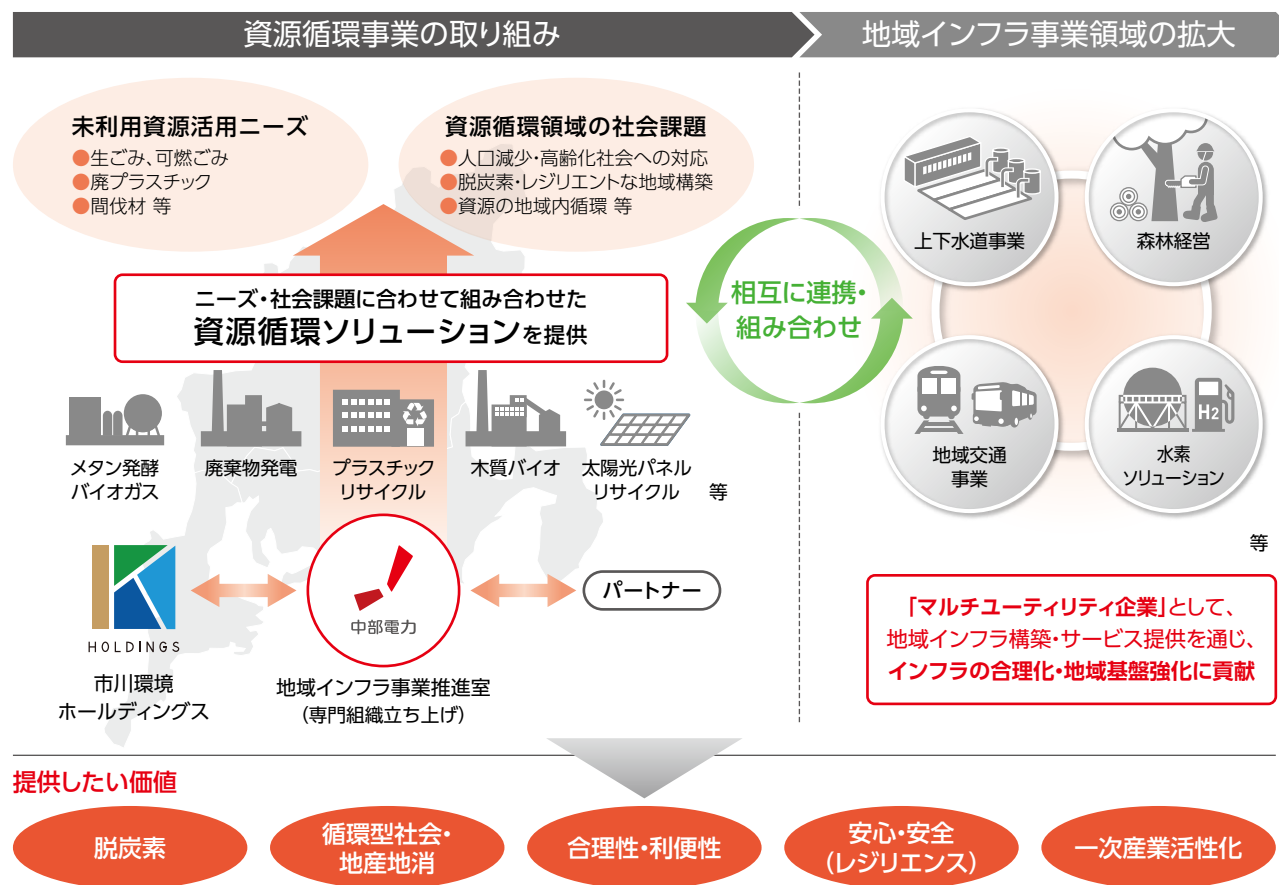 資源循環事業の取り組み
地域インフラ事業領域の拡大
未利用資源活用ニーズ
●生ごみ、可燃ごみ
●廃プラスチック
●間伐材 等
資源循環領域の社会課題
●人口減少・高齢化社会への対応
●脱炭素・レジリエントな地域構築
●資源の地域内循環 等
ニーズ・社会課題に合わせて組み合わせた
資源循環ソリューションを提供
メタン発酵
バイオガス
廃棄物発電
プラスチック
リサイクル
木質バイオ
太陽光パネル
リサイクル
等
HOLDINGS
市川環境
ホールディングス
中部電力
地域インフラ事業推進室
(専門組織立ち上げ)
パートナー
相互に連携・
組み合わせ
上下水道事業
森林経営
地域交通
事業
H2
水素
ソリューション
等
「マルチユーティリティ企業」として、
地域インフラ構築・サービス提供を通じ、
インフラの合理化・地域基盤強化に貢献
提供したい価値
脱炭素
循環型社会・
地産地消
合理性・利便性
安心・安全
(レジリエンス)
一次産業活性化